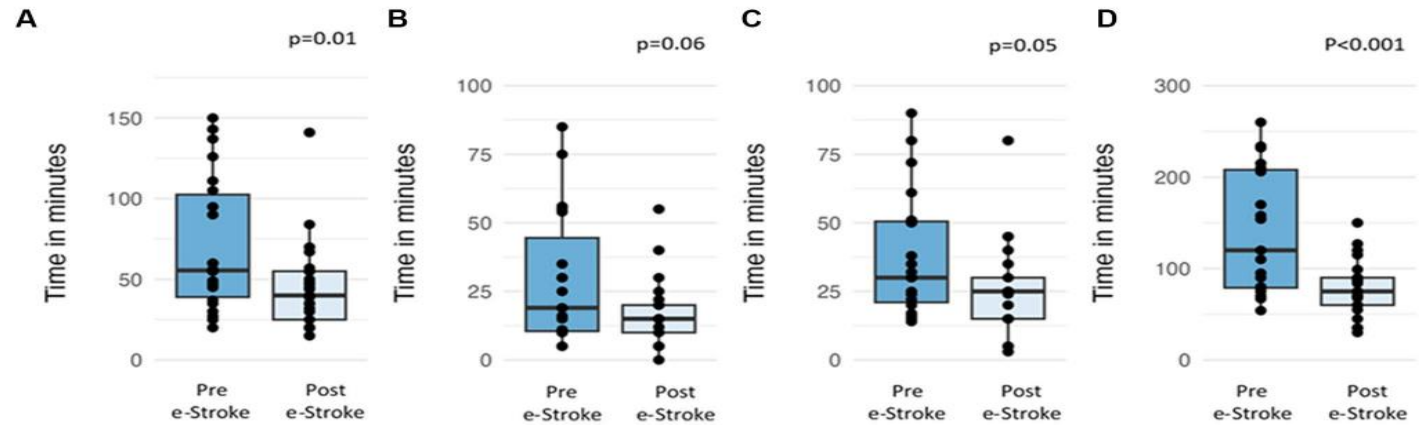 A
p=0.01
Time in minutes
150
100
50
0
Pre
e-Stroke
Post
e-Stroke
B
p=0.06
Time in minutes
100
75
50
25
0
Pre
e-Stroke
Post
e-Stroke
C
p=0.05
Time in minutes
100
75
50
25
0
Pre
e-Stroke
Post
e-Stroke
D
P<0.001
Time in minutes
300
200
100
0
Pre
e-Stroke
Post
e-Stroke